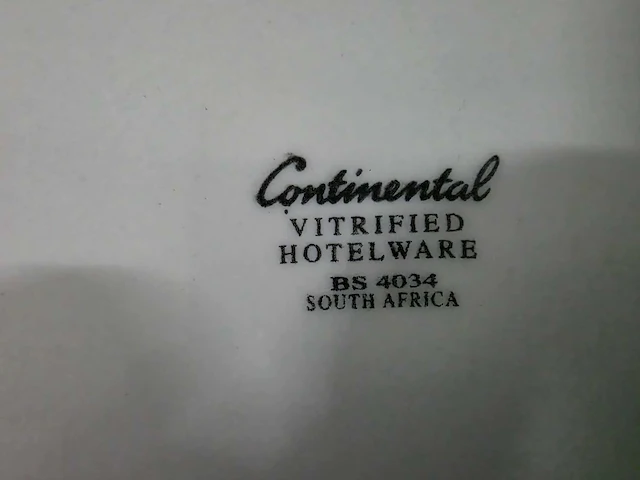 Continental
VITRIFIED
HOTELWARE
BS 4034
SOUTH AFRICA